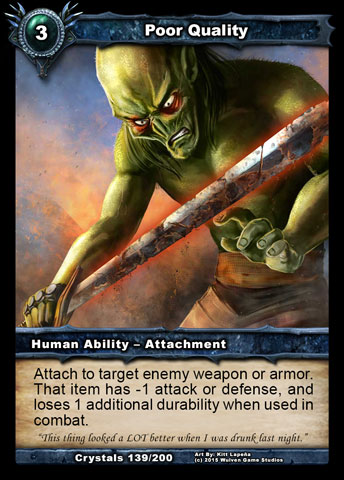 3
Poor Quality
Human Ability – Attachment
Attach to target enemy weapon or armor.
That item has -1 attack or defense, and
loses 1 additional durability when used in
combat.
"This thing looked a LOT better when I was drunk last night."
Crystals 139/200
Art By: Kitt Lapeña
(c) 2015 Wulven Game Studios